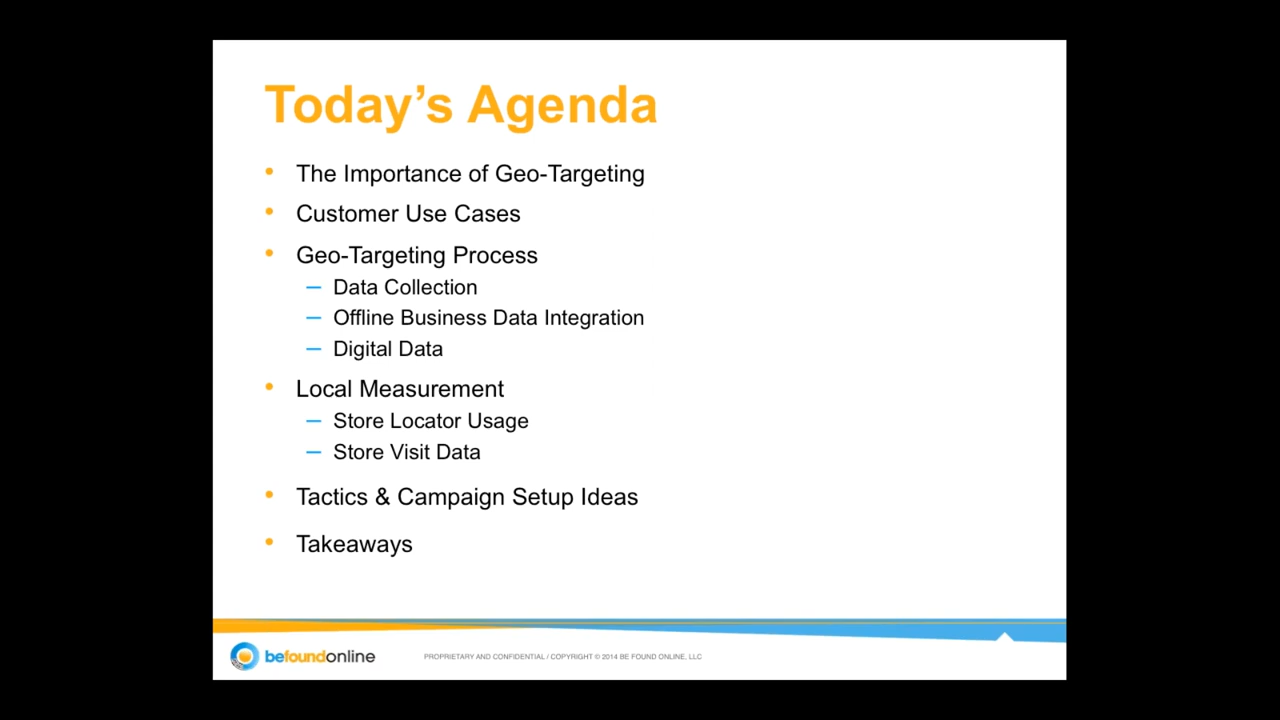 Today’s Agenda
• The Importance of Geo-Targeting
• Customer Use Cases
• Geo-Targeting Process
– Data Collection
– Offline Business Data Integration
– Digital Data
• Local Measurement
– Store Locator Usage
– Store Visit Data
• Tactics & Campaign Setup Ideas
• Takeaways
befoundonline
PROPRIETARY AND CONFIDENTIAL / COPYRIGHT © 2014 BE FOUND ONLINE, LLC